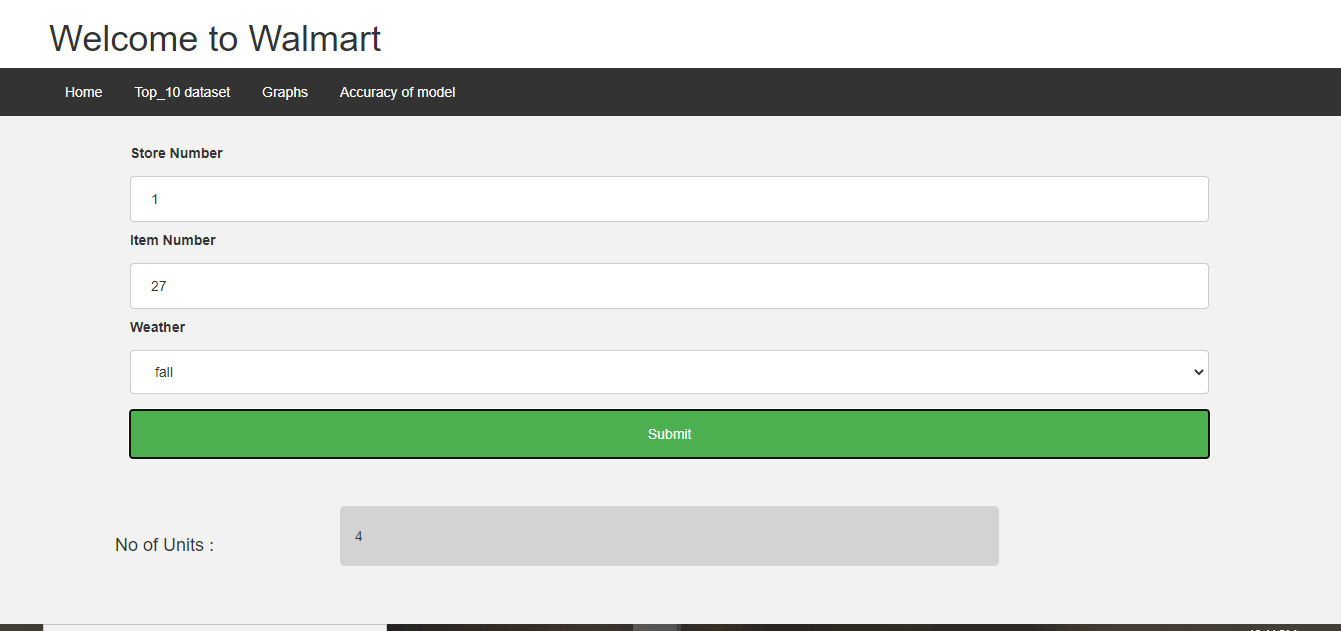 Welcome to Walmart
Home Top_10 dataset Graphs Accuracy of model
Store Number
1
Item Number
27
Weather
fall
Submit
No of Units :
4